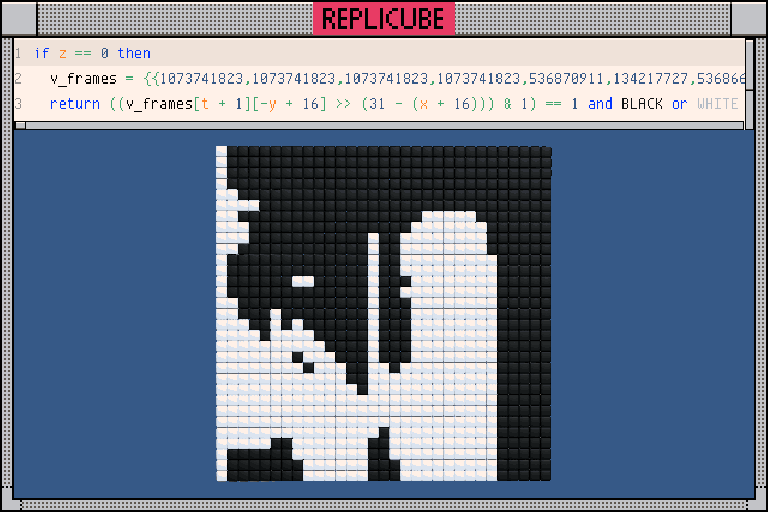 REPLICUBE
1 if z == 0 then
2 v_frames = {{1073741823,1073741823,1073741823,1073741823,536870911,134217727,536866
3 return ((v_frames[t + 1][-y + 16] >> (31 - (x + 16))) & 1) == 1 and BLACK or WHITE